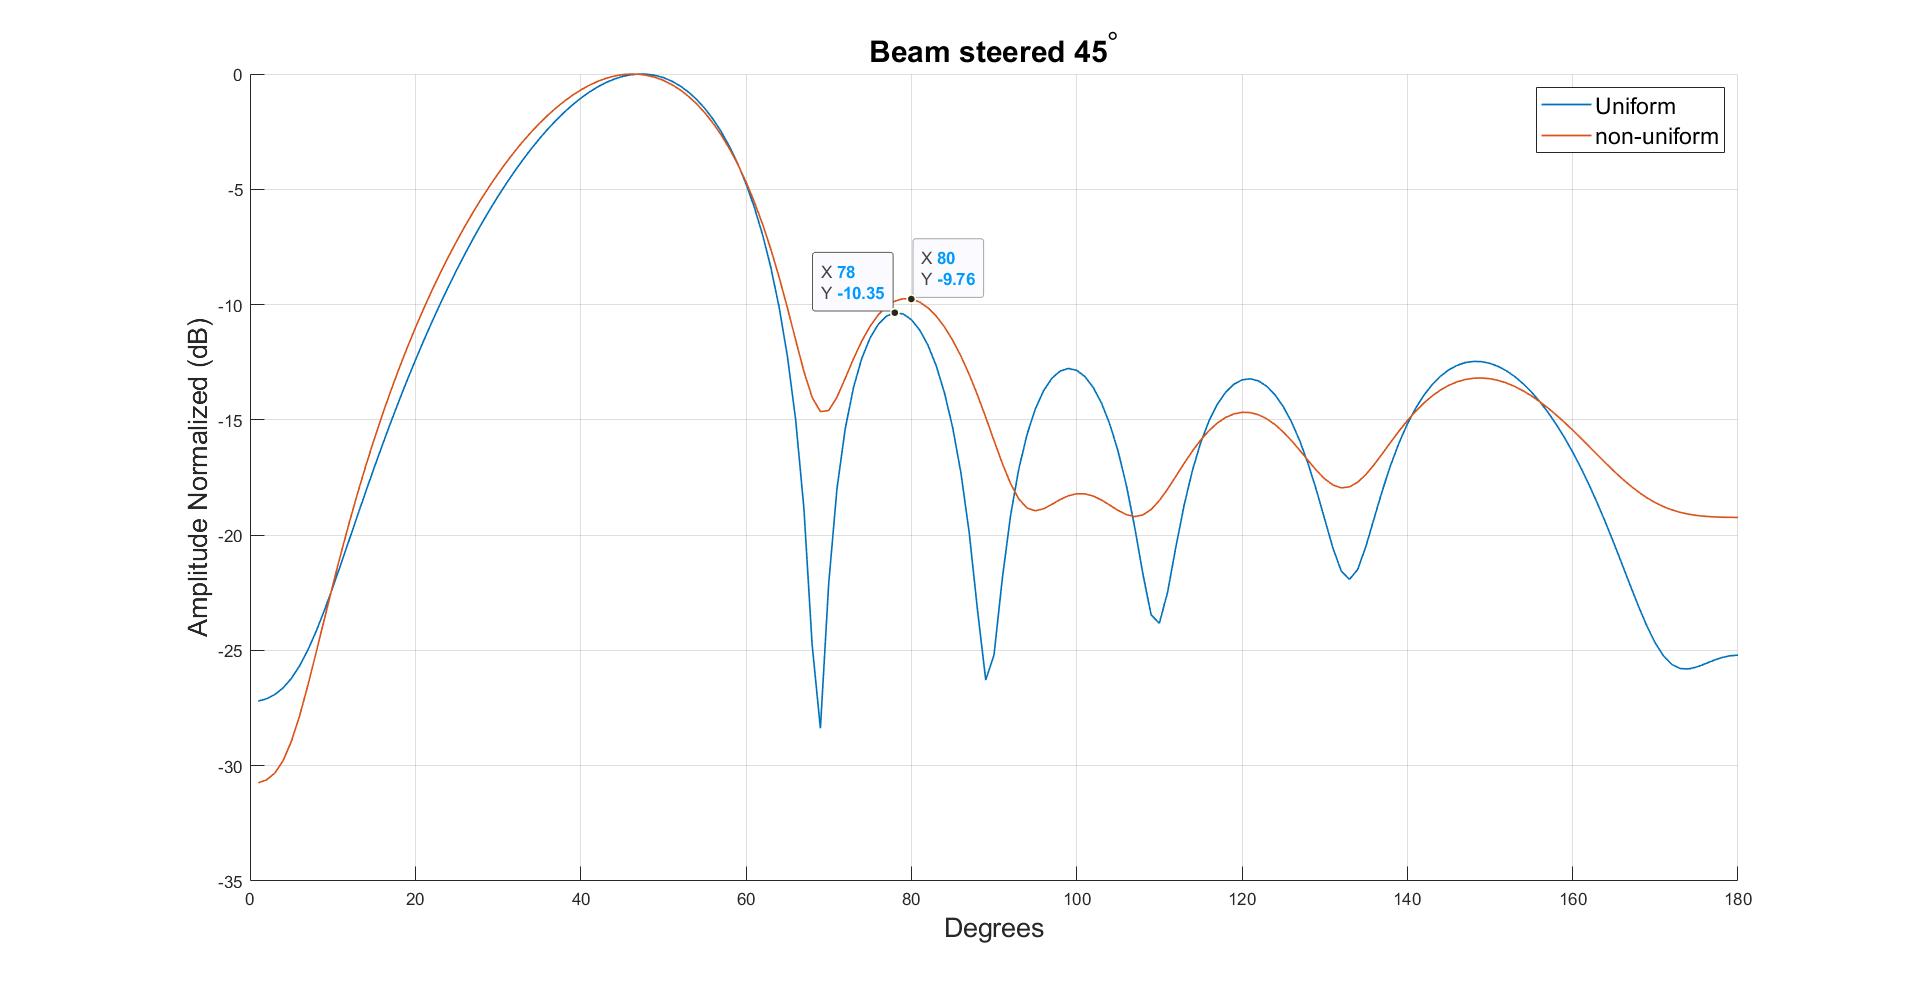 Beam steered 45°
Uniform
non-uniform
X 78
Y -10.35
X 80
Y -9.76
Amplitude Normalized (dB)
0
-5
-10
-15
-20
-25
-30
-35
0 20 40 60 80 100 120 140 160 180
Degrees